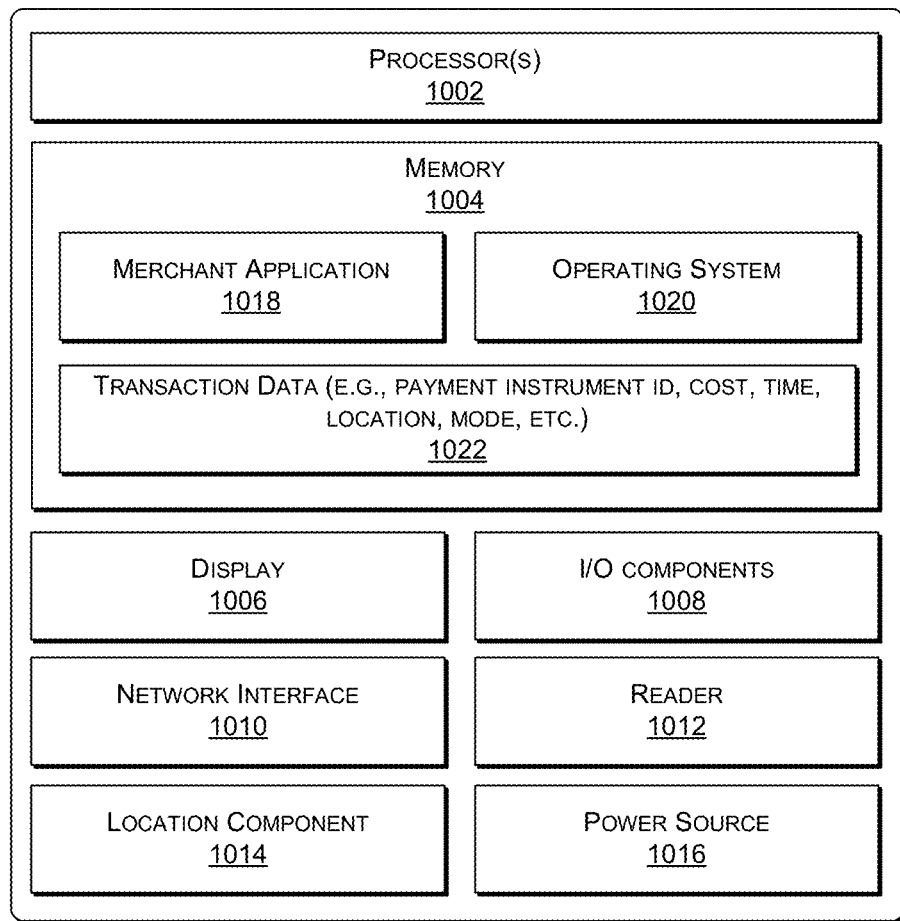 PROCESSOR(S)
1002
MEMORY
1004
MERCHANT APPLICATION
1018
OPERATING SYSTEM
1020
TRANSACTION DATA (E.G., PAYMENT INSTRUMENT ID, COST, TIME,
LOCATION, MODE, ETC.)
1022
DISPLAY
1006
I/O COMPONENTS
1008
NETWORK INTERFACE
1010
READER
1012
LOCATION COMPONENT
1014
POWER SOURCE
1016